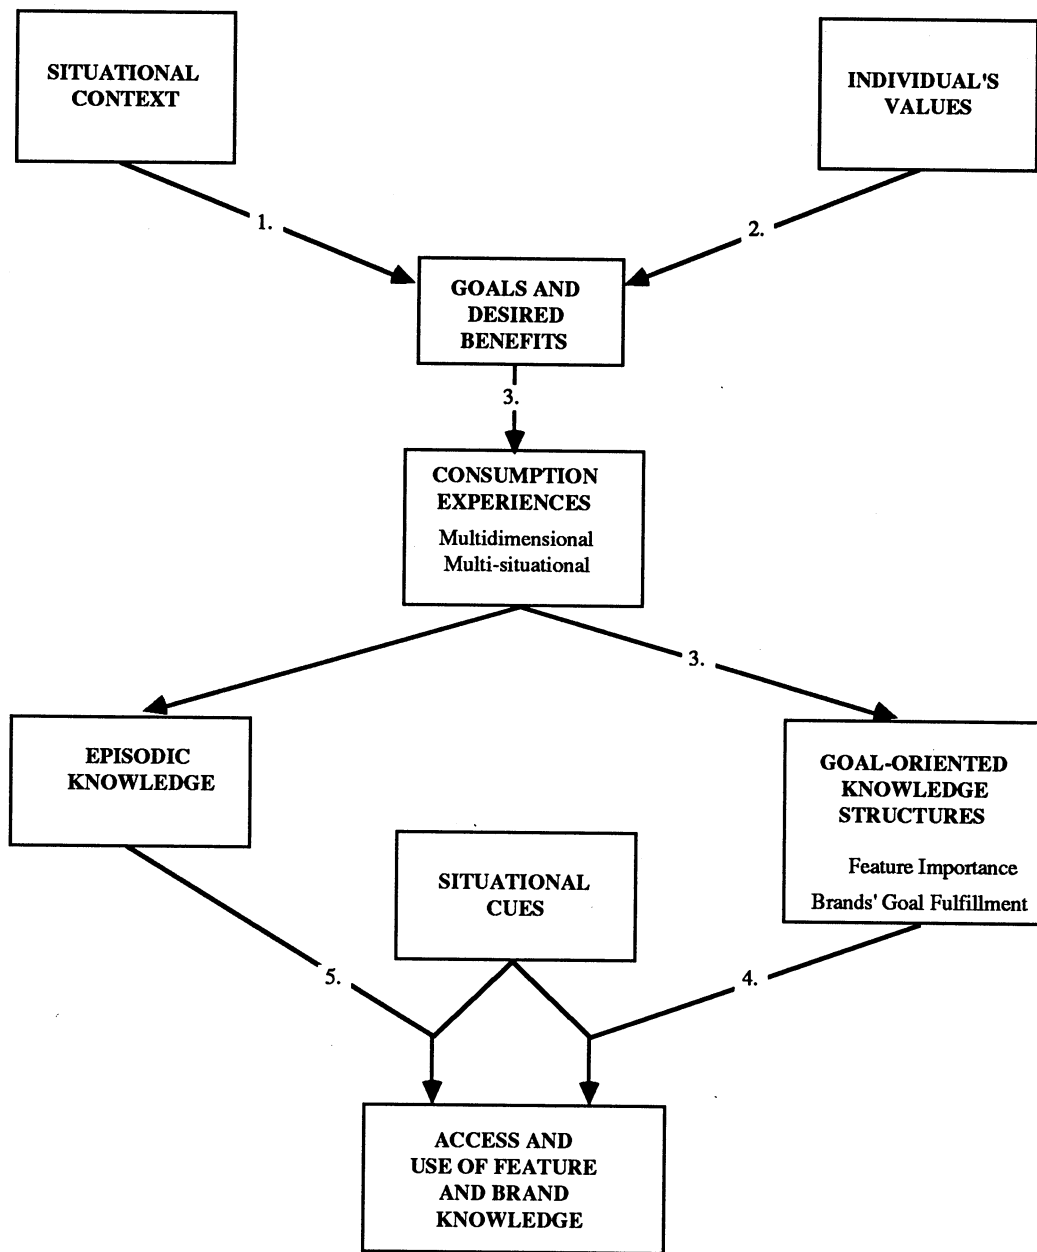 SITUATIONAL
CONTEXT
INDIVIDUAL'S
VALUES
1.
2.
GOALS AND
DESIRED
BENEFITS
3.
CONSUMPTION
EXPERIENCES
Multidimensional
Multi-situational
3.
EPISODIC
KNOWLEDGE
GOAL-ORIENTED
KNOWLEDGE
STRUCTURES
Feature Importance
Brands' Goal Fulfillment
SITUATIONAL
CUES
5.
4.
ACCESS AND
USE OF FEATURE
AND BRAND
KNOWLEDGE